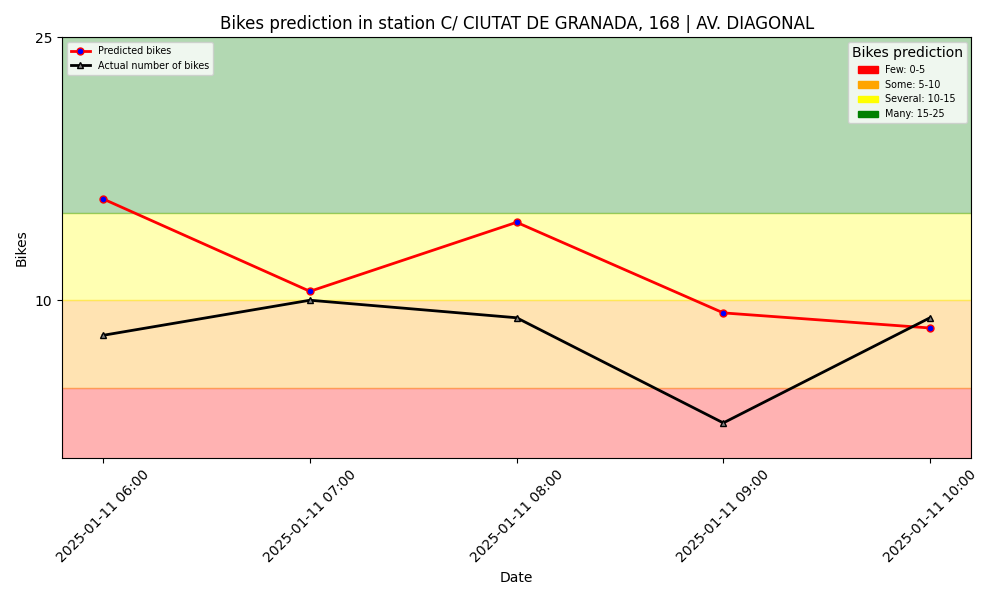 Bikes prediction in station C/ CIUTAT DE GRANADA, 168 | AV. DIAGONAL
25
10
Bikes
Predicted bikes
Actual number of bikes
Bikes prediction
Few: 0-5
Some: 5-10
Several: 10-15
Many: 15-25
2025-01-11 06:00
2025-01-11 07:00
2025-01-11 08:00
2025-01-11 09:00
2025-01-11 10:00
Date